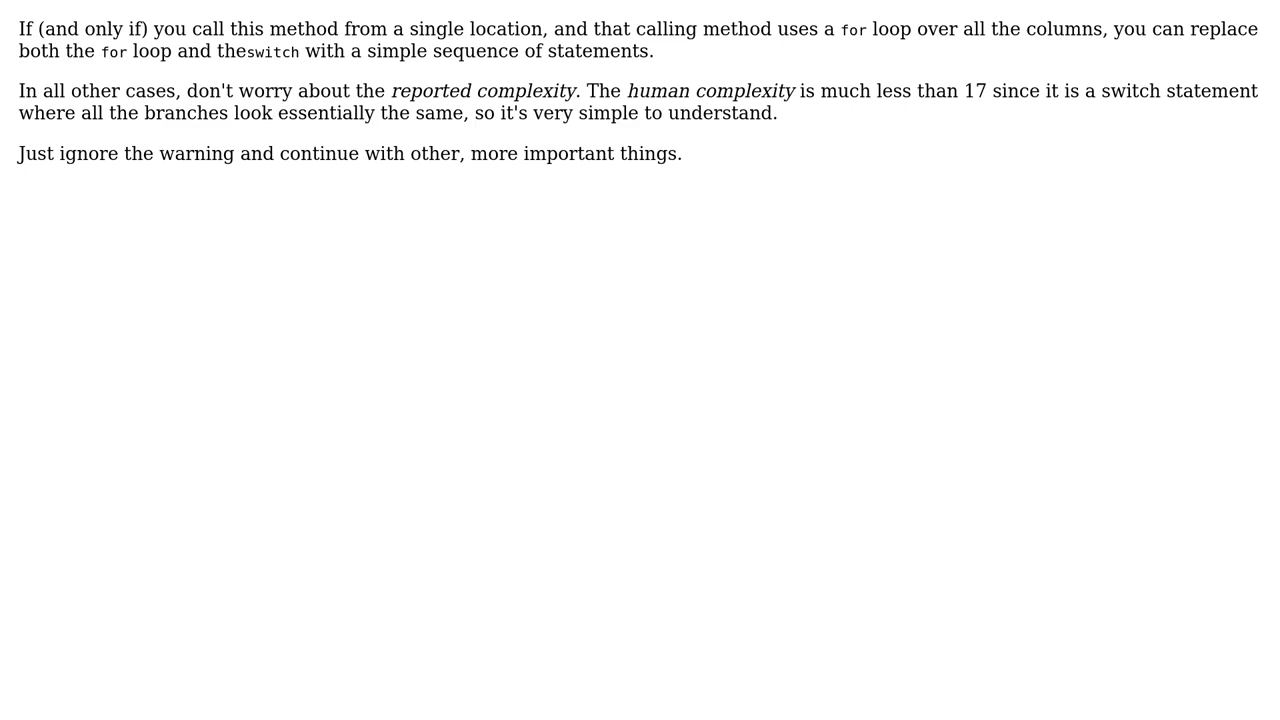 If (and only if) you call this method from a single location, and that calling method uses a for loop over all the columns, you can replace
both the for loop and theswitch with a simple sequence of statements.
In all other cases, don't worry about the reported complexity. The human complexity is much less than 17 since it is a switch statement
where all the branches look essentially the same, so it's very simple to understand.
Just ignore the warning and continue with other, more important things.